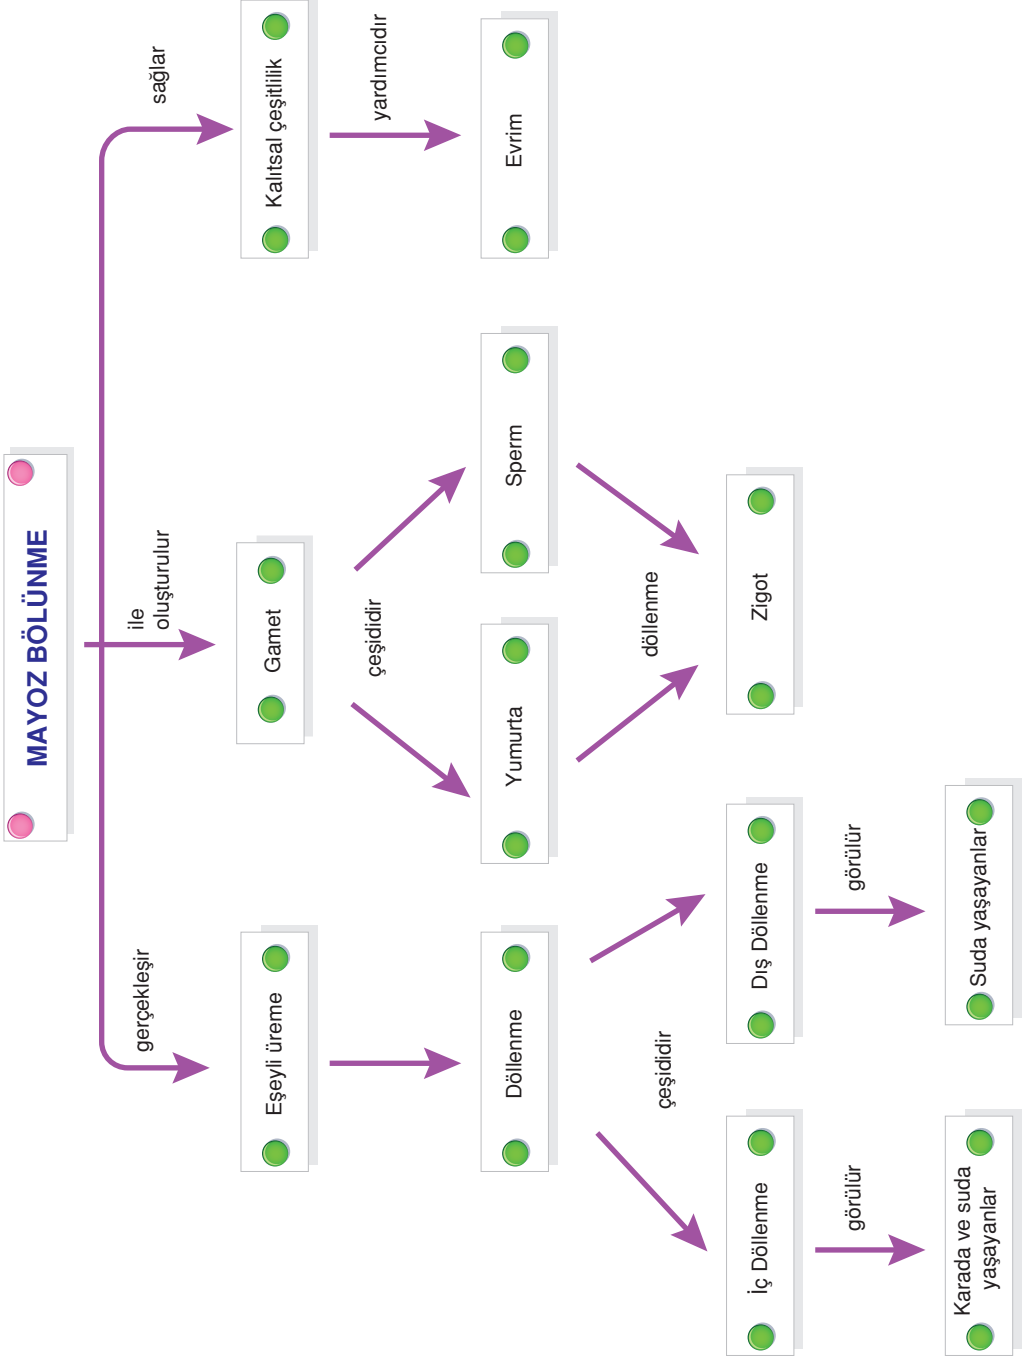 MAYOZ BÖLÜNME
gerçekleşir
ile
oluşturulur
sağlar
Eşeyli üreme
Gamet
Kalıtsal çeşitlilik
çeşididir
yardımcıdır
Döllenme
Yumurta
Sperm
Evrim
çeşididir
döllenme
İç Döllenme
Dış Döllenme
Zigot
görülür
görülür
Karada ve suda
yaşayanlar
Suda yaşayanlar